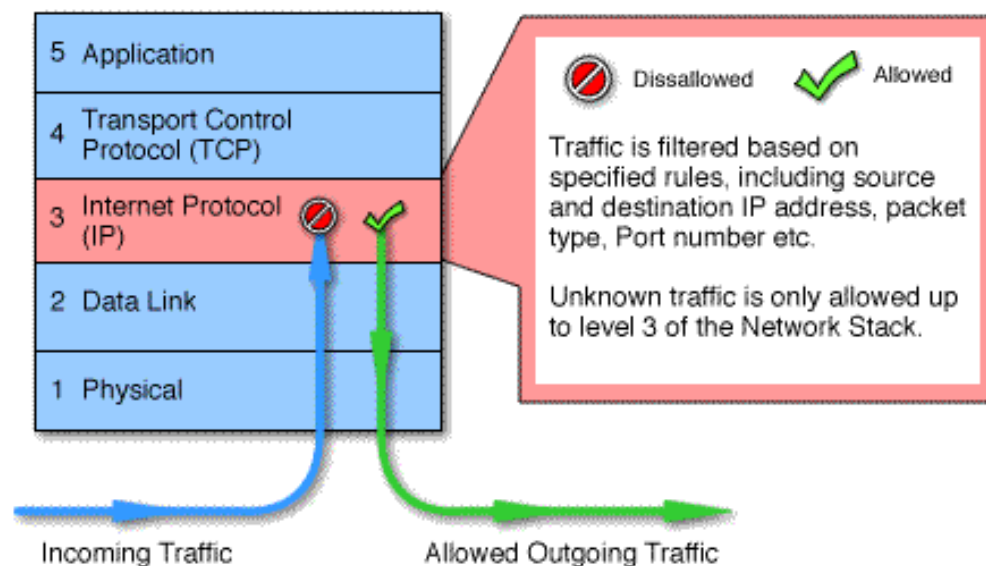 5 Application
4 Transport Control
Protocol (TCP)
3 Internet Protocol
(IP)
2 Data Link
1 Physical
Dissallowed
Allowed
Traffic is filtered based on
specified rules, including source
and destination IP address, packet
type, Port number etc.
Unknown traffic is only allowed up
to level 3 of the Network Stack.
Incoming Traffic
Allowed Outgoing Traffic